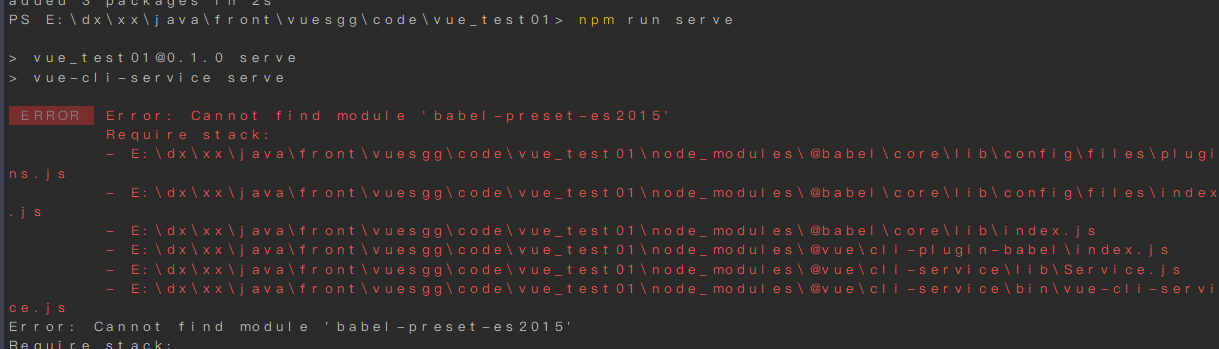 added 3 packages in 2s
PS E:\dx\xx\java\front\vuesgg\code\vue_test01> npm run serve
> vue_test01@0.1.0 serve
> vue-cli-service serve
ERROR Error: Cannot find module 'babel-preset-es2015'
Require stack:
- E:\dx\xx\java\front\vuesgg\code\vue_test01\node_modules\@babel\core\lib\config\files\plugi
ns.js
- E:\dx\xx\java\front\vuesgg\code\vue_test01\node_modules\@babel\core\lib\config\files\index
.js
- E:\dx\xx\java\front\vuesgg\code\vue_test01\node_modules\@babel\core\lib\index.js
- E:\dx\xx\java\front\vuesgg\code\vue_test01\node_modules\@vue\cli-plugin-babel\index.js
- E:\dx\xx\java\front\vuesgg\code\vue_test01\node_modules\@vue\cli-service\lib\Service.js
- E:\dx\xx\java\front\vuesgg\code\vue_test01\node_modules\@vue\cli-service\bin\vue-cli-servi
ce.js
Error: Cannot find module 'babel-preset-es2015'
Require stack: